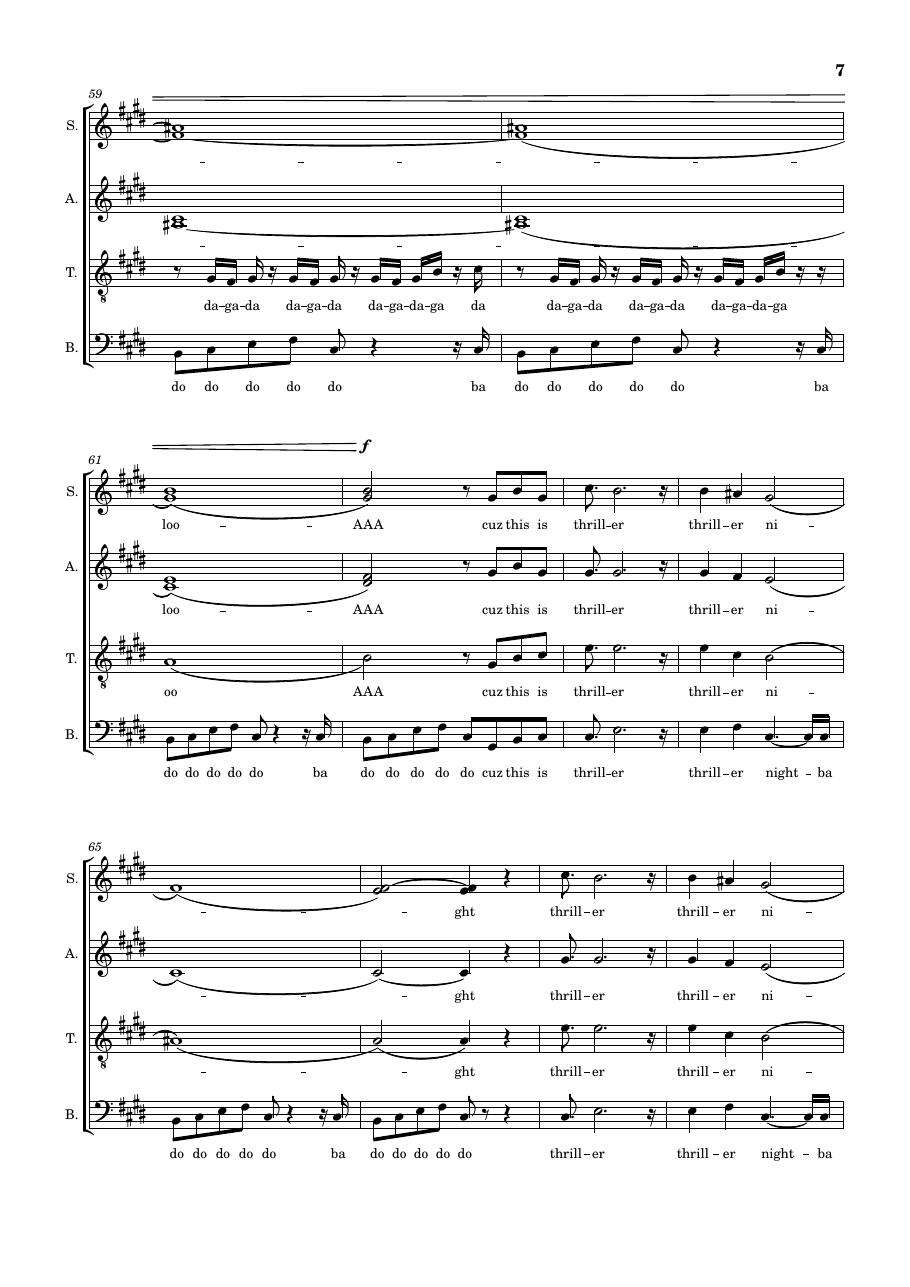 7
59
S.
– – – – – – –
A.
– – – – – – –
T.
da–ga–da da–ga–da da–ga–da–ga da da–ga–da da–ga–da da–ga–da–ga
B.
do do do do do ba do do do do do ba
f
61
S.
loo – – AAA cuz this is thrill–er thrill–er ni –
A.
loo – – AAA cuz this is thrill–er thrill–er ni –
T.
oo AAA cuz this is thrill–er thrill–er ni –
B.
do do do do do ba do do do do do cuz this is thrill–er thrill–er night – ba
65
S.
– – – ght thrill–er thrill–er ni –
A.
– – – ght thrill–er thrill–er ni –
T.
– – – ght thrill–er thrill–er ni –
B.
do do do do do ba do do do do do thrill–er thrill–er night – ba